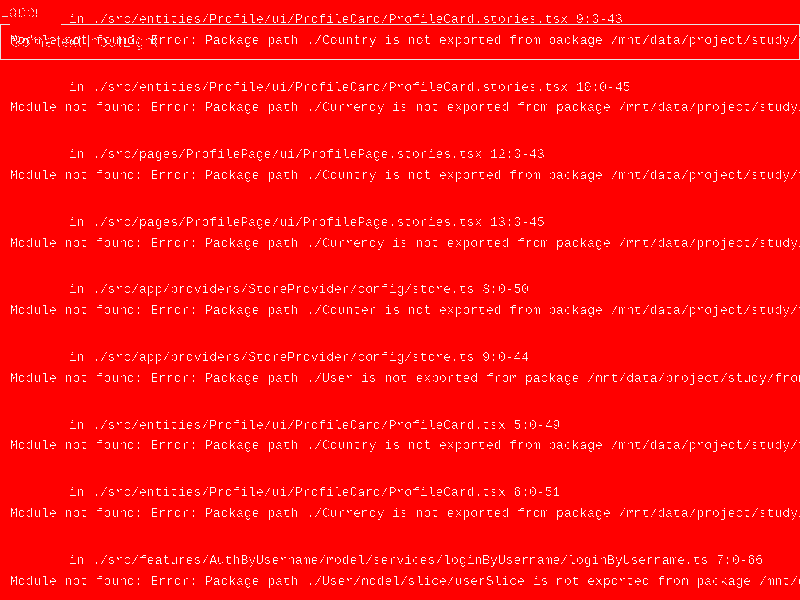 in ./src/entities/Profile/ui/ProfileCard/ProfileCard.stories.tsx 9:0-43
Module not found: Error: Package path ./Country is not exported from package /mnt/data/project/study/
in ./src/entities/Profile/ui/ProfileCard/ProfileCard.stories.tsx 10:0-45
Module not found: Error: Package path ./Currency is not exported from package /mnt/data/project/study
in ./src/pages/ProfilePage/ui/ProfilePage.stories.tsx 12:0-43
Module not found: Error: Package path ./Country is not exported from package /mnt/data/project/study/
in ./src/pages/ProfilePage/ui/ProfilePage.stories.tsx 13:0-45
Module not found: Error: Package path ./Currency is not exported from package /mnt/data/project/study
in ./src/app/providers/StoreProvider/config/store.ts 8:0-50
Module not found: Error: Package path ./Counter is not exported from package /mnt/data/project/study/
in ./src/app/providers/StoreProvider/config/store.ts 9:0-44
Module not found: Error: Package path ./User is not exported from package /mnt/data/project/study/fro
in ./src/entities/Profile/ui/ProfileCard/ProfileCard.tsx 5:0-49
Module not found: Error: Package path ./Country is not exported from package /mnt/data/project/study/
in ./src/entities/Profile/ui/ProfileCard/ProfileCard.tsx 6:0-51
Module not found: Error: Package path ./Currency is not exported from package /mnt/data/project/study
in ./src/features/AuthByUsername/model/services/loginByUsername/loginByUsername.ts 7:0-66
Module not found: Error: Package path ./User/model/slice/userSlice is not exported from package /mnt/